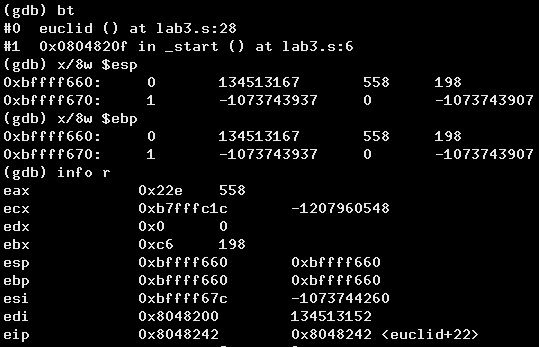 (gdb) bt
#0  euclid () at lab3.s:28
#1  0x0804820f in _start () at lab3.s:6
(gdb) x/8w $esp
0xbffff660:     0       134513167       558     198
0xbffff670:     1       -1073743937     0       -1073743907
(gdb) x/8w $ebp
0xbffff660:     0       134513167       558     198
0xbffff670:     1       -1073743937     0       -1073743907
(gdb) info r
eax            0x22e    558
ecx            0xb7fffc1c       -1207960548
edx            0x0      0
ebx            0xc6     198
esp            0xbffff660       0xbffff660
ebp            0xbffff660       0xbffff660
esi            0xbffff67c       -1073744260
edi            0x8048200        134513152
eip            0x8048242        0x8048242 <euclid+22>